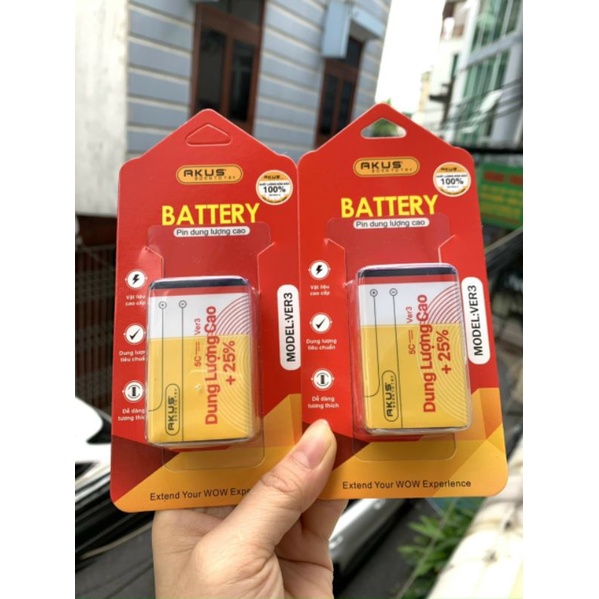 AKUS
BATTERY
Pin dung lượng cao
AKUS
100%
Vật liệu
cao cấp
Dung lượng
tiêu chuẩn
Dễ dàng
tương thích
MODEL:VER3
5C Ver3
Dung Lượng Cao
+ 25%
AKUS
Extend Your WOW Expe
AKUS
BATTERY
Pin dung lượng cao
AKUS
100%
Vật liệu
cao cấp
Dung lượng
tiêu chuẩn
Dễ dàng
tương thích
MODEL:VER3
5C Ver3
Dung Lượng Cao
+ 25%
AKUS
Extend Your WOW Experience